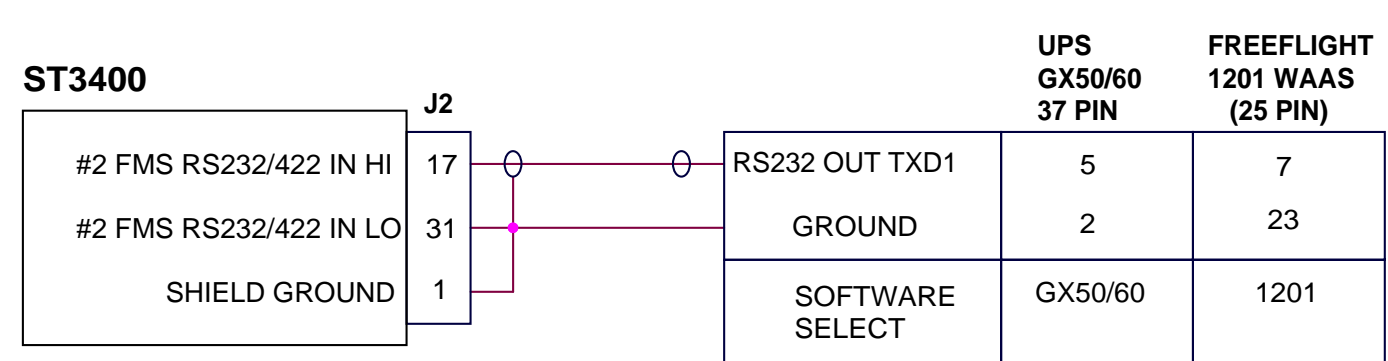 ST3400
J2
UPS
GX50/60
37 PIN
FREEFLIGHT
1201 WAAS
(25 PIN)
#2 FMS RS232/422 IN HI 17 RS232 OUT TXD1 5 7
#2 FMS RS232/422 IN LO 31 GROUND 2 23
SHIELD GROUND 1
SOFTWARE
SELECT
GX50/60 1201